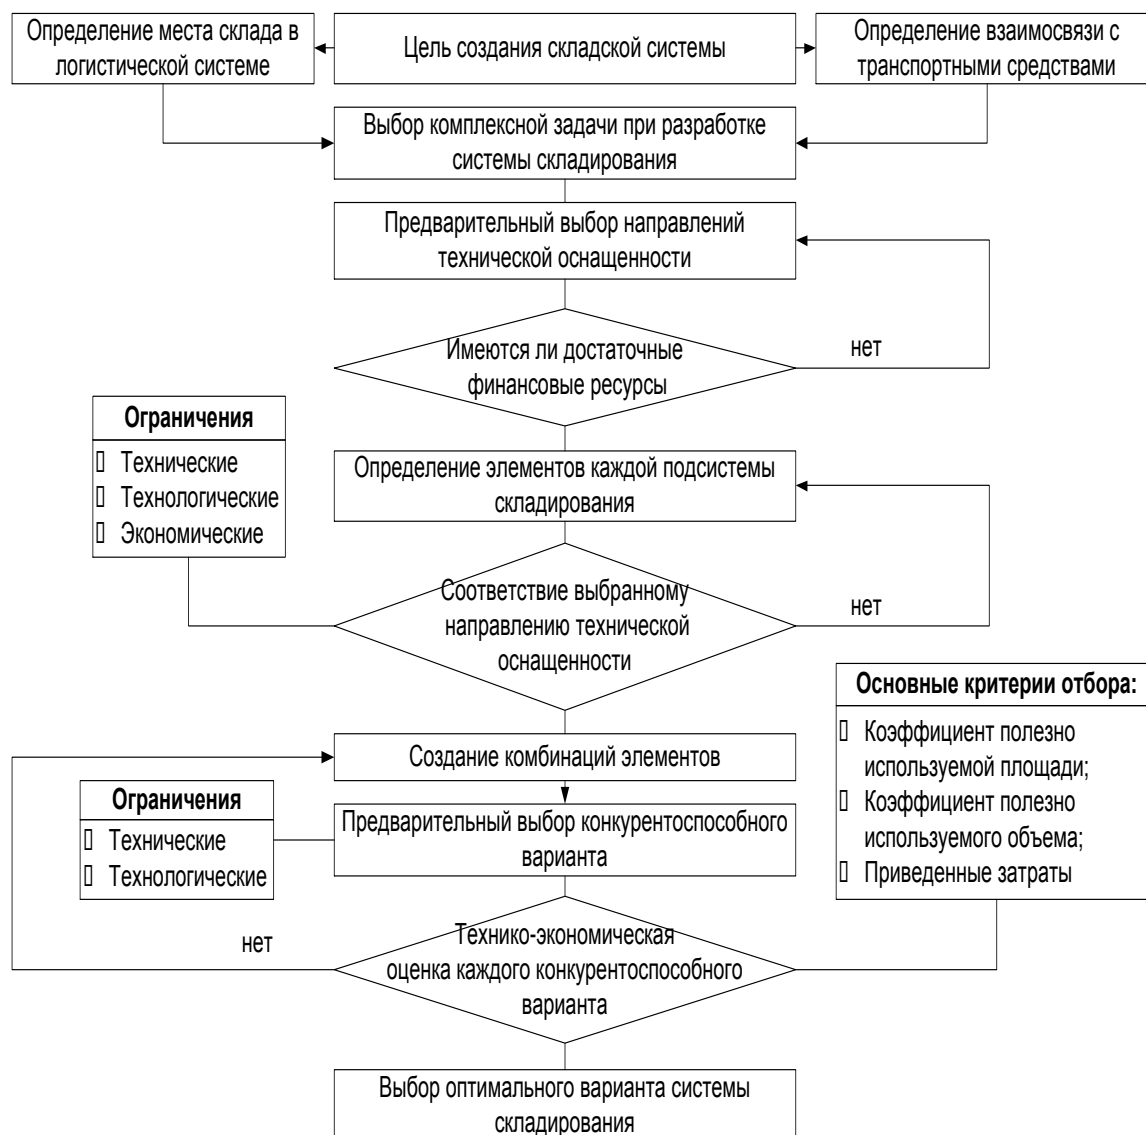 Определение места склада в
логистической системе
Цель создания складской системы
Определение взаимосвязи с
транспортными средствами
Выбор комплексной задачи при разработке
системы складирования
Предварительный выбор направлений
технической оснащенности
Имеются ли достаточные
финансовые ресурсы
нет
Ограничения
Технические
Технологические
Экономические
Определение элементов каждой подсистемы
складирования
Соответствие выбранному
направлению технической
оснащенности
нет
Основные критерии отбора:
Коэффициент полезно
используемой площади;
Коэффициент полезно
используемого объема;
Приведенные затраты
Создание комбинаций элементов
Ограничения
Технические
Технологические
Предварительный выбор конкурентоспособного
варианта
нет
Технико-экономическая
оценка каждого конкурентоспособного
варианта
Выбор оптимального варианта системы
складирования